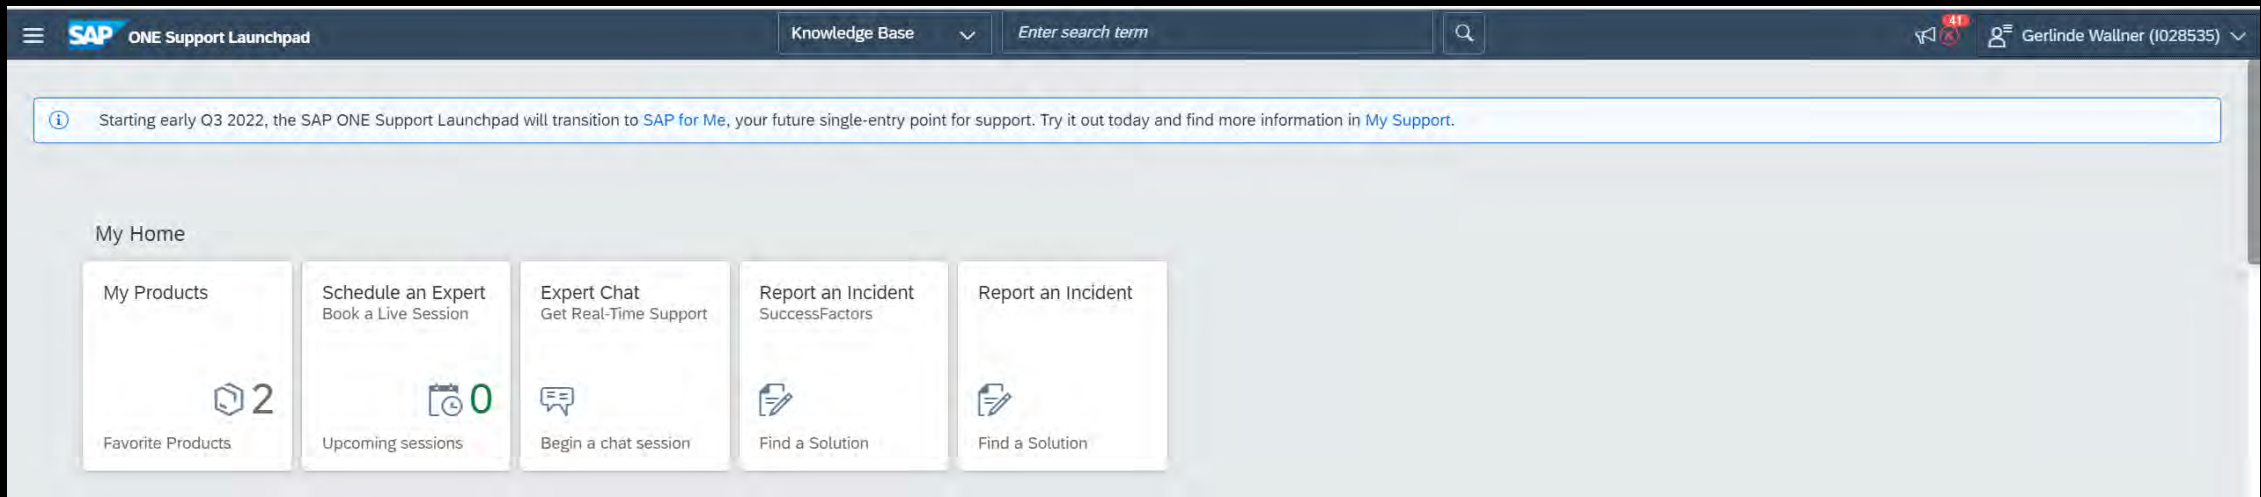 SAP ONE Support Launchpad
Knowledge Base
Enter search term
41
Gerlinde Wallner (I028535)
Starting early Q3 2022, the SAP ONE Support Launchpad will transition to SAP for Me, your future single-entry point for support. Try it out today and find more information in My Support.
My Home
My Products
2
Favorite Products
Schedule an Expert
Book a Live Session
0
Upcoming sessions
Expert Chat
Get Real-Time Support
Begin a chat session
Report an Incident
SuccessFactors
Find a Solution
Report an Incident
Find a Solution